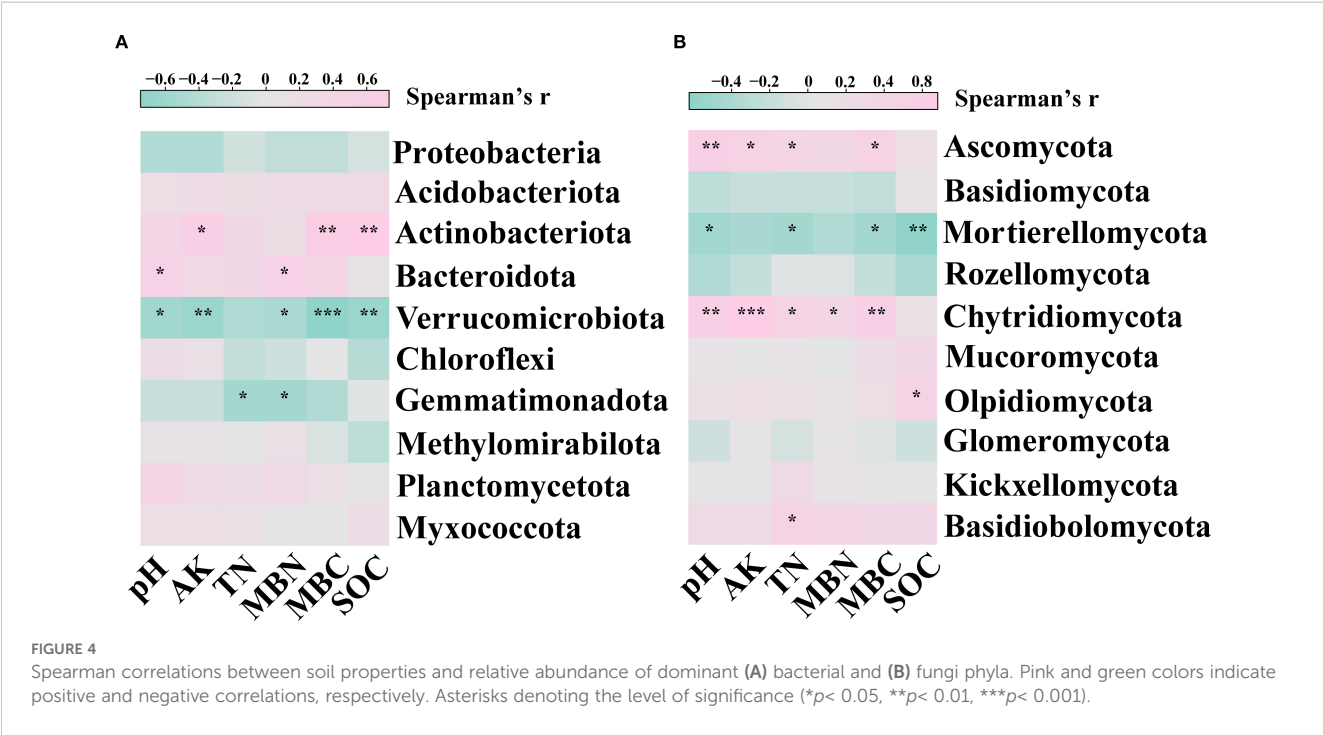 A
−0.6 −0.4 −0.2 0 0.2 0.4 0.6
Spearman's r
Proteobacteria
Acidobacteriota
* ** ** Actinobacteriota
* * Bacteroidota
* ** * *** ** Verrucomicrobiota
Chloroflexi
* * Gemmatimonadota
Methylomirabilota
Planctomycetota
Myxococcota
pH AK TN MBN MBC SOC
B
−0.4 −0.2 0 0.2 0.4 0.8
Spearman's r
** * * * Ascomycota
Basidiomycota
* * * ** Mortierellomycota
Rozellomycota
** *** * * ** Chytridiomycota
Mucoromycota
* Olpidiomycota
Glomeromycota
Kickxellomycota
* Basidiobolomycota
pH AK TN MBN MBC SOC
FIGURE 4
Spearman correlations between soil properties and relative abundance of dominant (A) bacterial and (B) fungi phyla. Pink and green colors indicate
positive and negative correlations, respectively. Asterisks denoting the level of significance (*p< 0.05, **p< 0.01, ***p< 0.001).